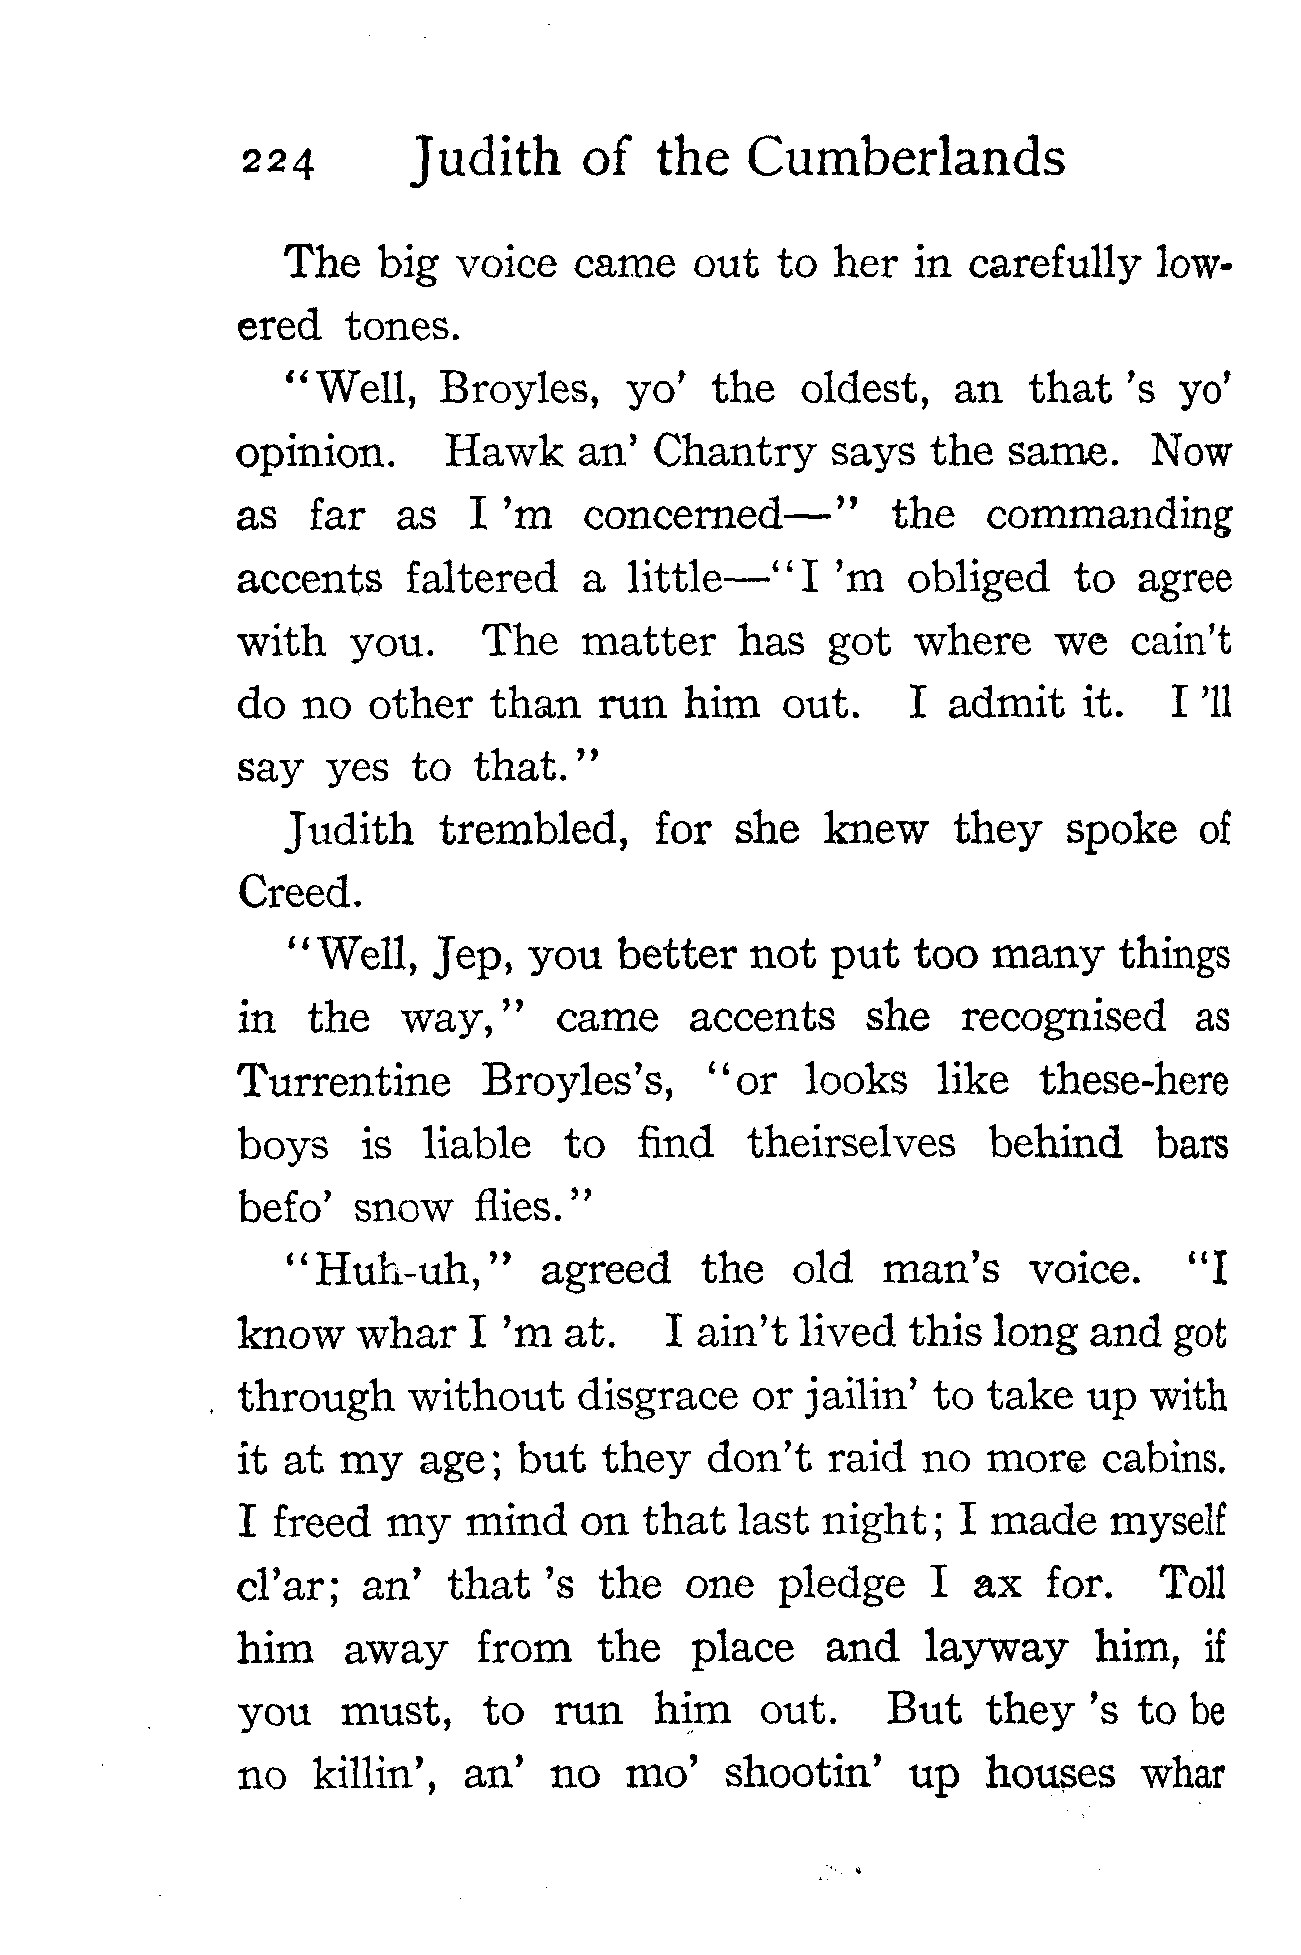 224 Judith of the Cumberlands
The big voice came out to her in carefully low-
ered tones.
"Well, Broyles, yo' the oldest, an that 's yo'
opinion. Hawk an' Chantry says the same. Now
as far as I 'm concerned—" the commanding
accents faltered a little—"I 'm obliged to agree
with you. The matter has got where we cain't
do no other than run him out. I admit it. I 'll
say yes to that."
Judith trembled, for she knew they spoke of
Creed.
"Well, Jep, you better not put too many things
in the way," came accents she recognised as
Turrentine Broyles's, "or looks like these-here
boys is liable to find theirselves behind bars
befo' snow flies."
"Huh-uh," agreed the old man's voice. "I
know whar I 'm at. I ain't lived this long and got
through without disgrace or jailin' to take up with
it at my age; but they don't raid no more cabins.
I freed my mind on that last night; I made myself
cl'ar; an' that 's the one pledge I ax for. Toll
him away from the place and layway him, if
you must, to run him out. But they 's to be
no killin', an' no mo' shootin' up houses whar